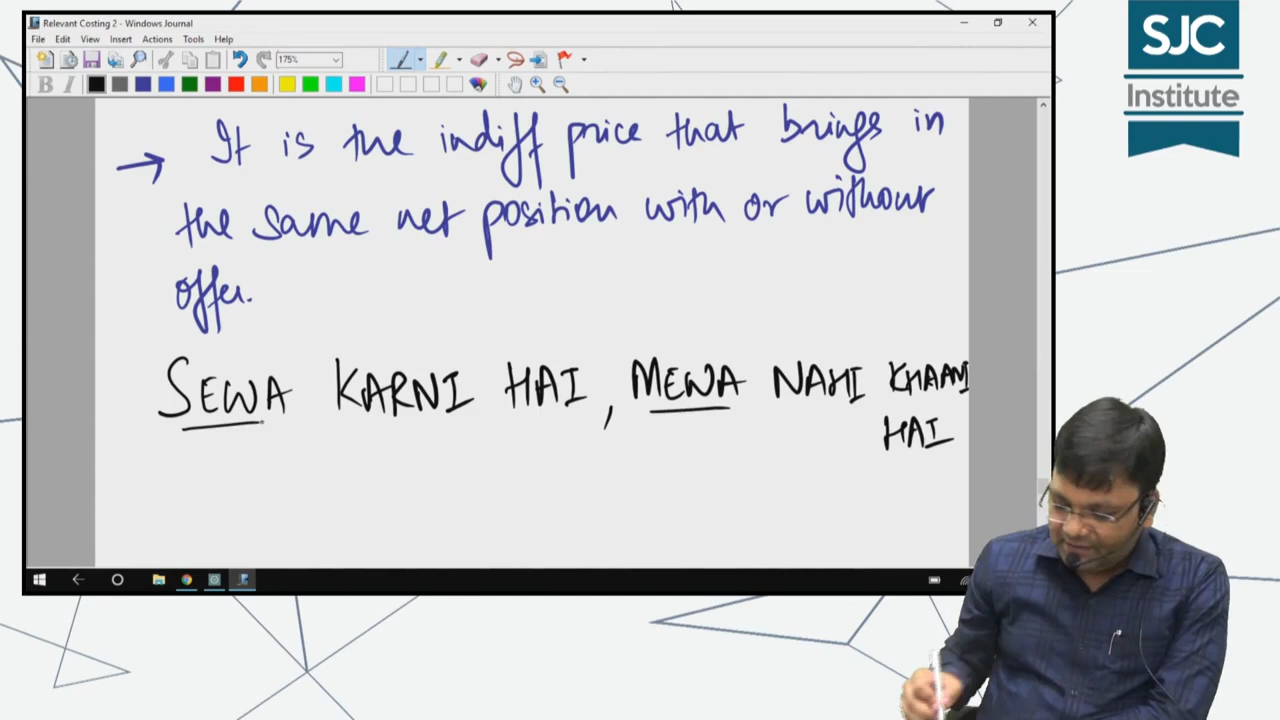 Relevant Costing 2 - Windows Journal
File Edit View Insert Actions Tools Help
175%
B I
→ It is the indiff price that brings in
the same net position with or without
offer.
SEWA KARNI HAI, MEWA NAHI KHAANI
HAI
SJC
Institute